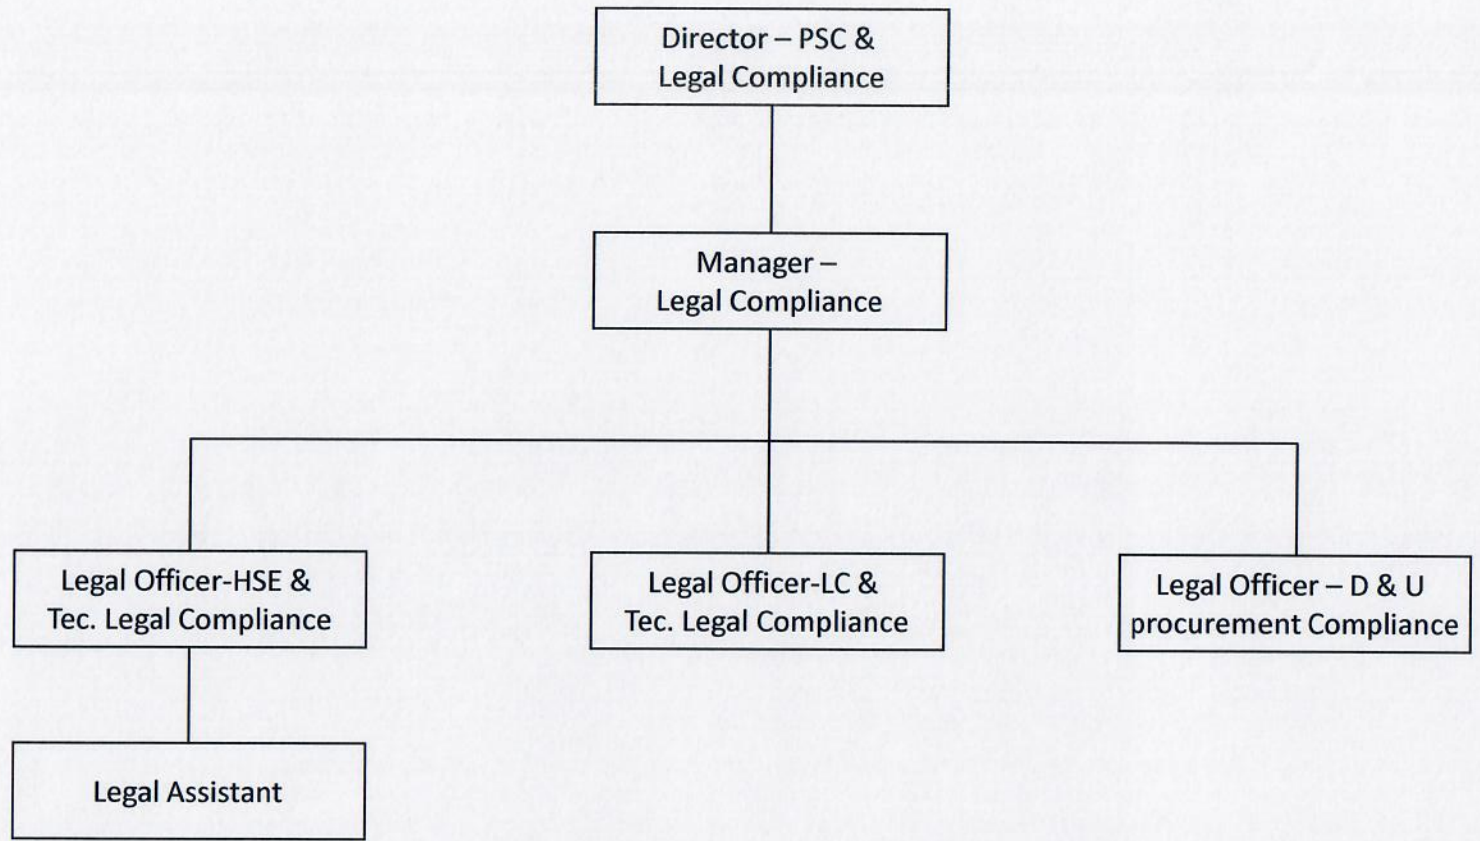 Director – PSC &
Legal Compliance
Manager –
Legal Compliance
Legal Officer-HSE &
Tec. Legal Compliance
Legal Officer-LC &
Tec. Legal Compliance
Legal Officer – D & U
procurement Compliance
Legal Assistant